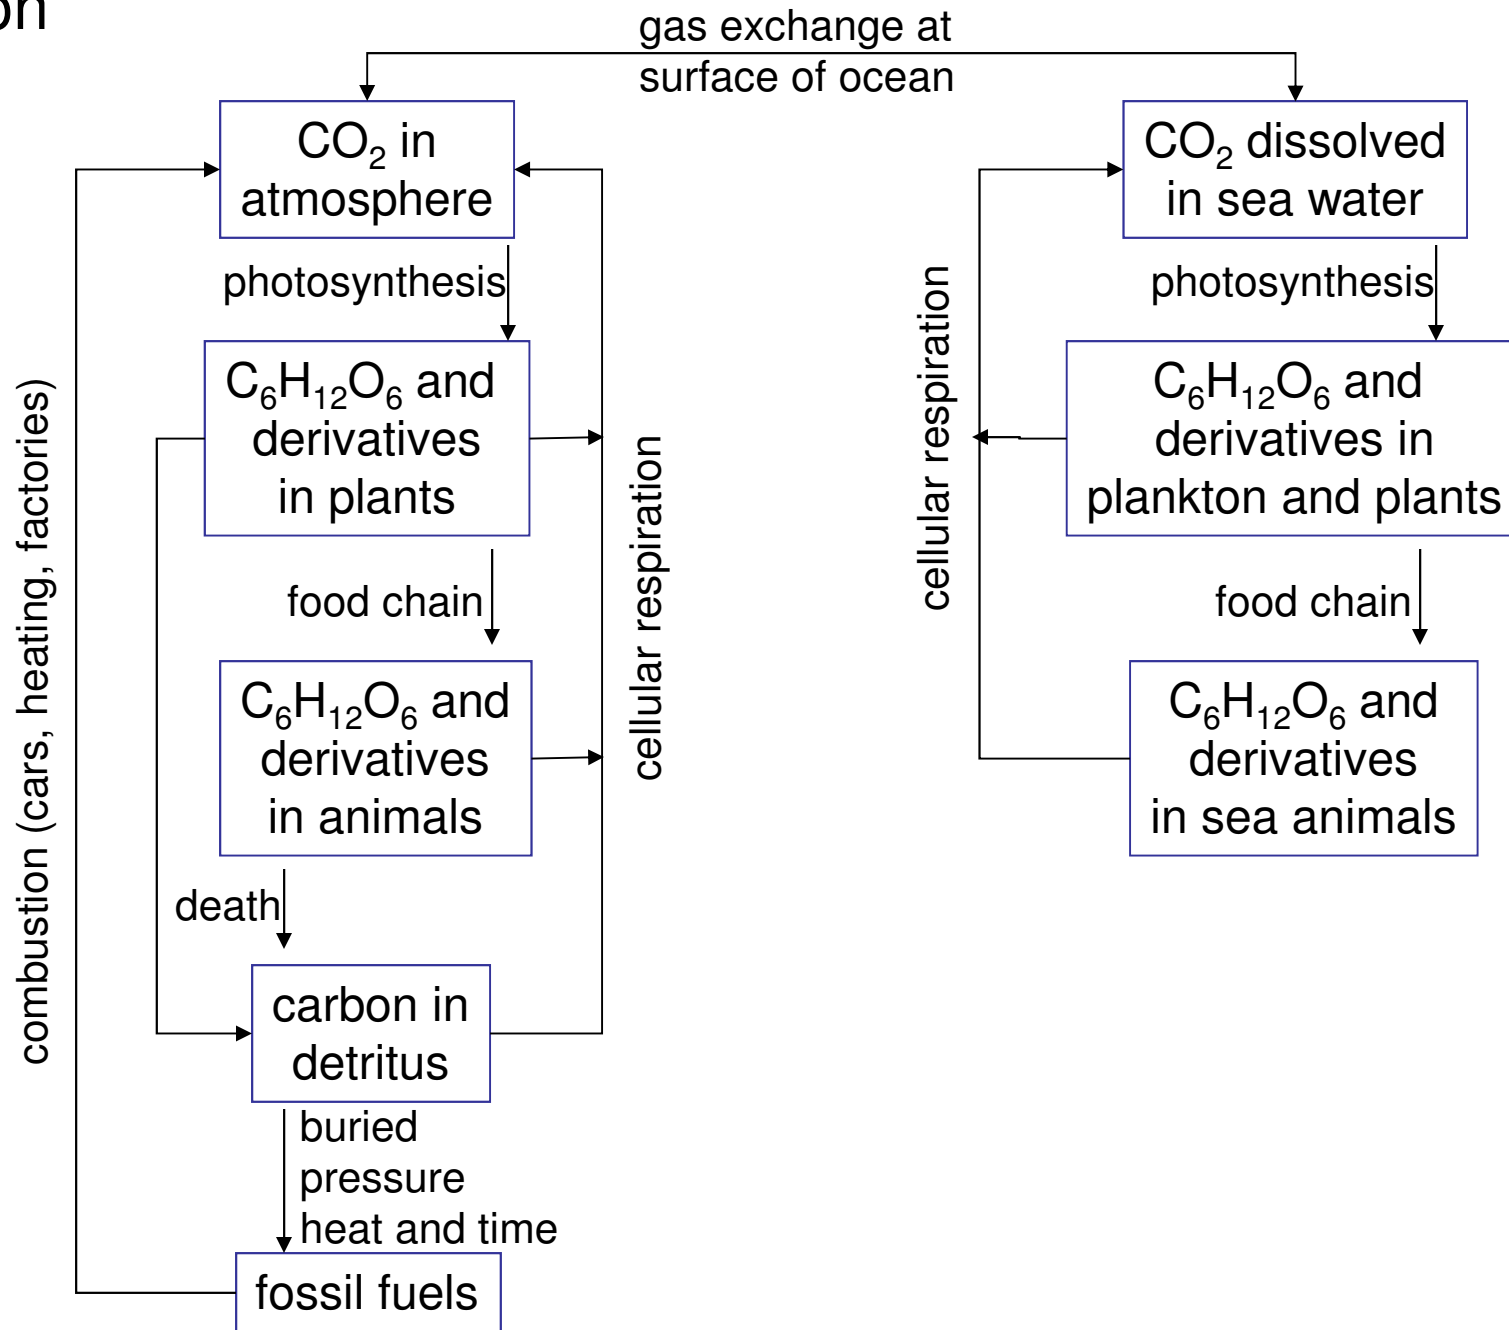 on
gas exchange at
surface of ocean
CO₂ in
atmosphere
CO₂ dissolved
in sea water
photosynthesis
photosynthesis
C₆H₁₂O₆ and
derivatives
in plants
C₆H₁₂O₆ and
derivatives in
plankton and plants
cellular respiration
cellular respiration
combustion (cars, heating, factories)
food chain
food chain
C₆H₁₂O₆ and
derivatives
in animals
C₆H₁₂O₆ and
derivatives
in sea animals
death
carbon in
detritus
buried
pressure
heat and time
fossil fuels